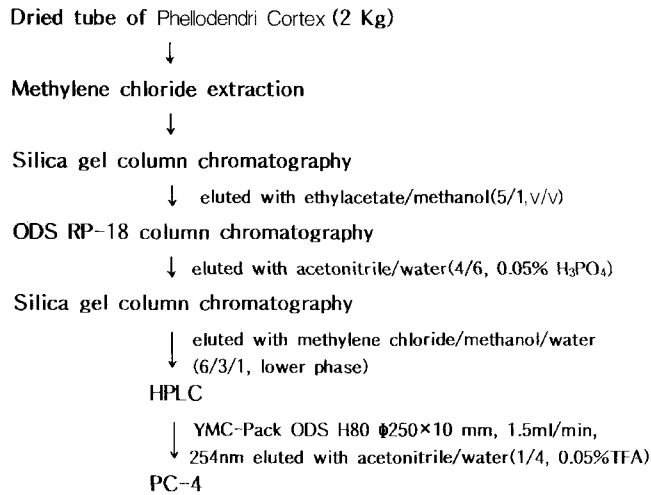 Dried tube of Phellodendri Cortex (2 Kg)
Methylene chloride extraction
Silica gel column chromatography
eluted with ethylacetate/methanol(5/1,v/v)
ODS RP-18 column chromatography
eluted with acetonitrile/water(4/6, 0.05% H₃PO₄)
Silica gel column chromatography
eluted with methylene chloride/methanol/water
(6/3/1, lower phase)
HPLC
YMC-Pack ODS H80 Φ250×10 mm, 1.5ml/min,
254nm eluted with acetonitrile/water(1/4, 0.05%TFA)
PC-4